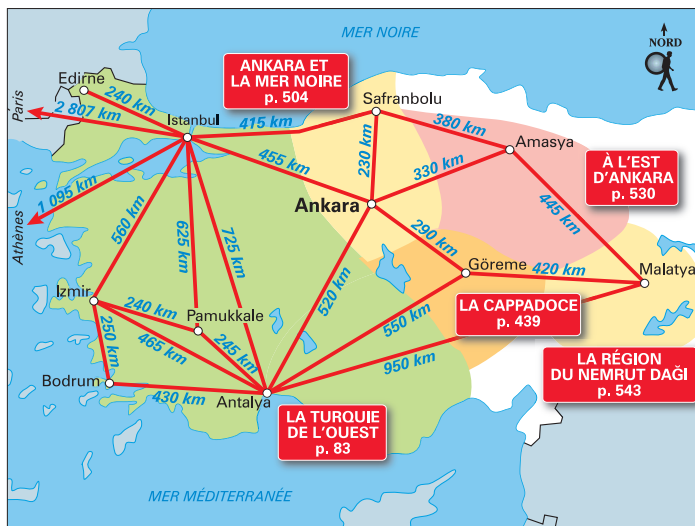 MER NOIRE
NORD
ANKARA ET
LA MER NOIRE
p. 504
Edirne
240 km
Paris
2 807 km
Istanbul
415 km
Safranbolu
380 km
Amasya
455 km
230 km
330 km
À L'EST
D'ANKARA
p. 530
1 095 km
Athènes
560 km
625 km
725 km
Ankara
290 km
445 km
Göreme
420 km
Malatya
Izmir
240 km
Pamukkale
520 km
550 km
LA CAPPADOCE
p. 439
250 km
465 km
245 km
950 km
LA RÉGION
DU NEMRUT DAĞI
p. 543
Bodrum
430 km
Antalya
LA TURQUIE
DE L'OUEST
p. 83
MER MÉDITERRANÉE